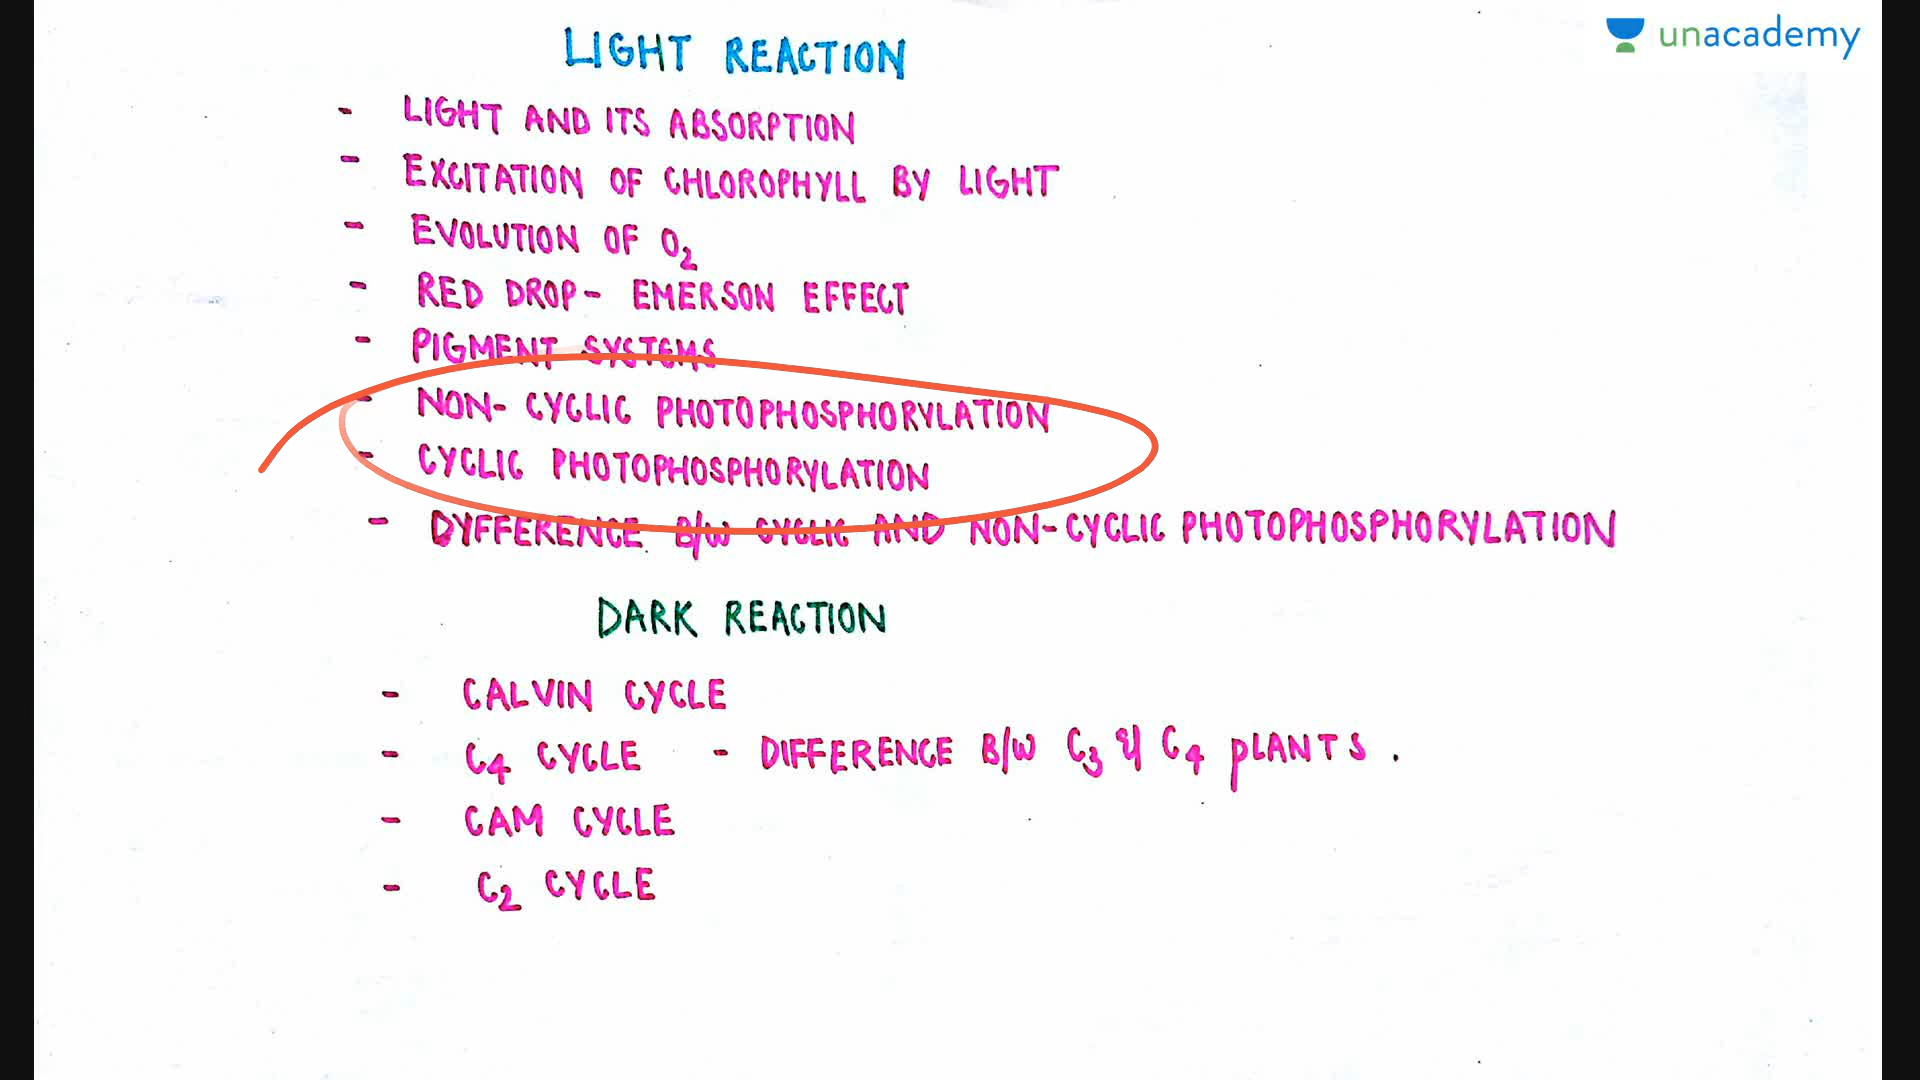 LIGHT REACTION
unacademy
- LIGHT AND ITS ABSORPTION
- EXCITATION OF CHLOROPHYLL BY LIGHT
- EVOLUTION OF O2
- RED DROP- EMERSON EFFECT
- PIGMENT SYSTEMS
- NON- CYCLIC PHOTOPHOSPHORYLATION
- CYCLIC PHOTOPHOSPHORYLATION
- DYFFERENCE B/W CYCLIC AND NON-CYCLIC PHOTOPHOSPHORYLATION
DARK REACTION
- CALVIN CYCLE
- C4 CYCLE - DIFFERENCE B/W C3 & C4 PLANTS.
- CAM CYCLE
- C2 CYCLE